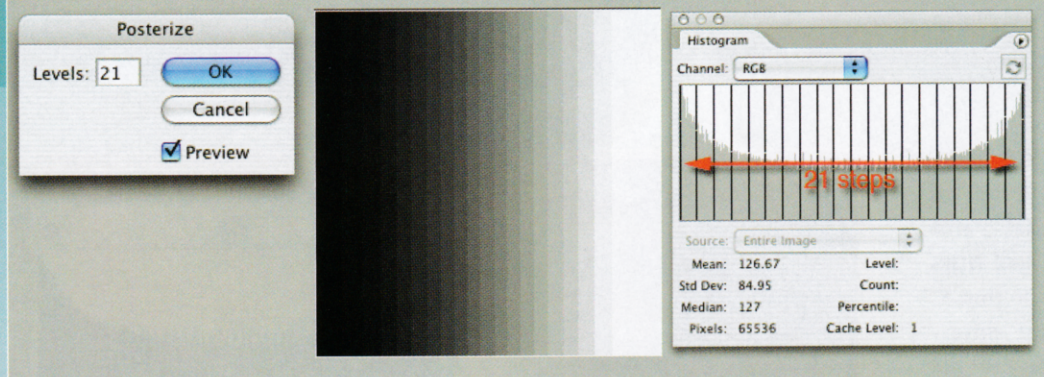 Posterize
Levels: 21
OK
Cancel
Preview
Histogram
Channel: RGB
21 steps
Source: Entire Image
Mean: 126.67 Level:
Std Dev: 84.95 Count:
Median: 127 Percentile:
Pixels: 65536 Cache Level: 1